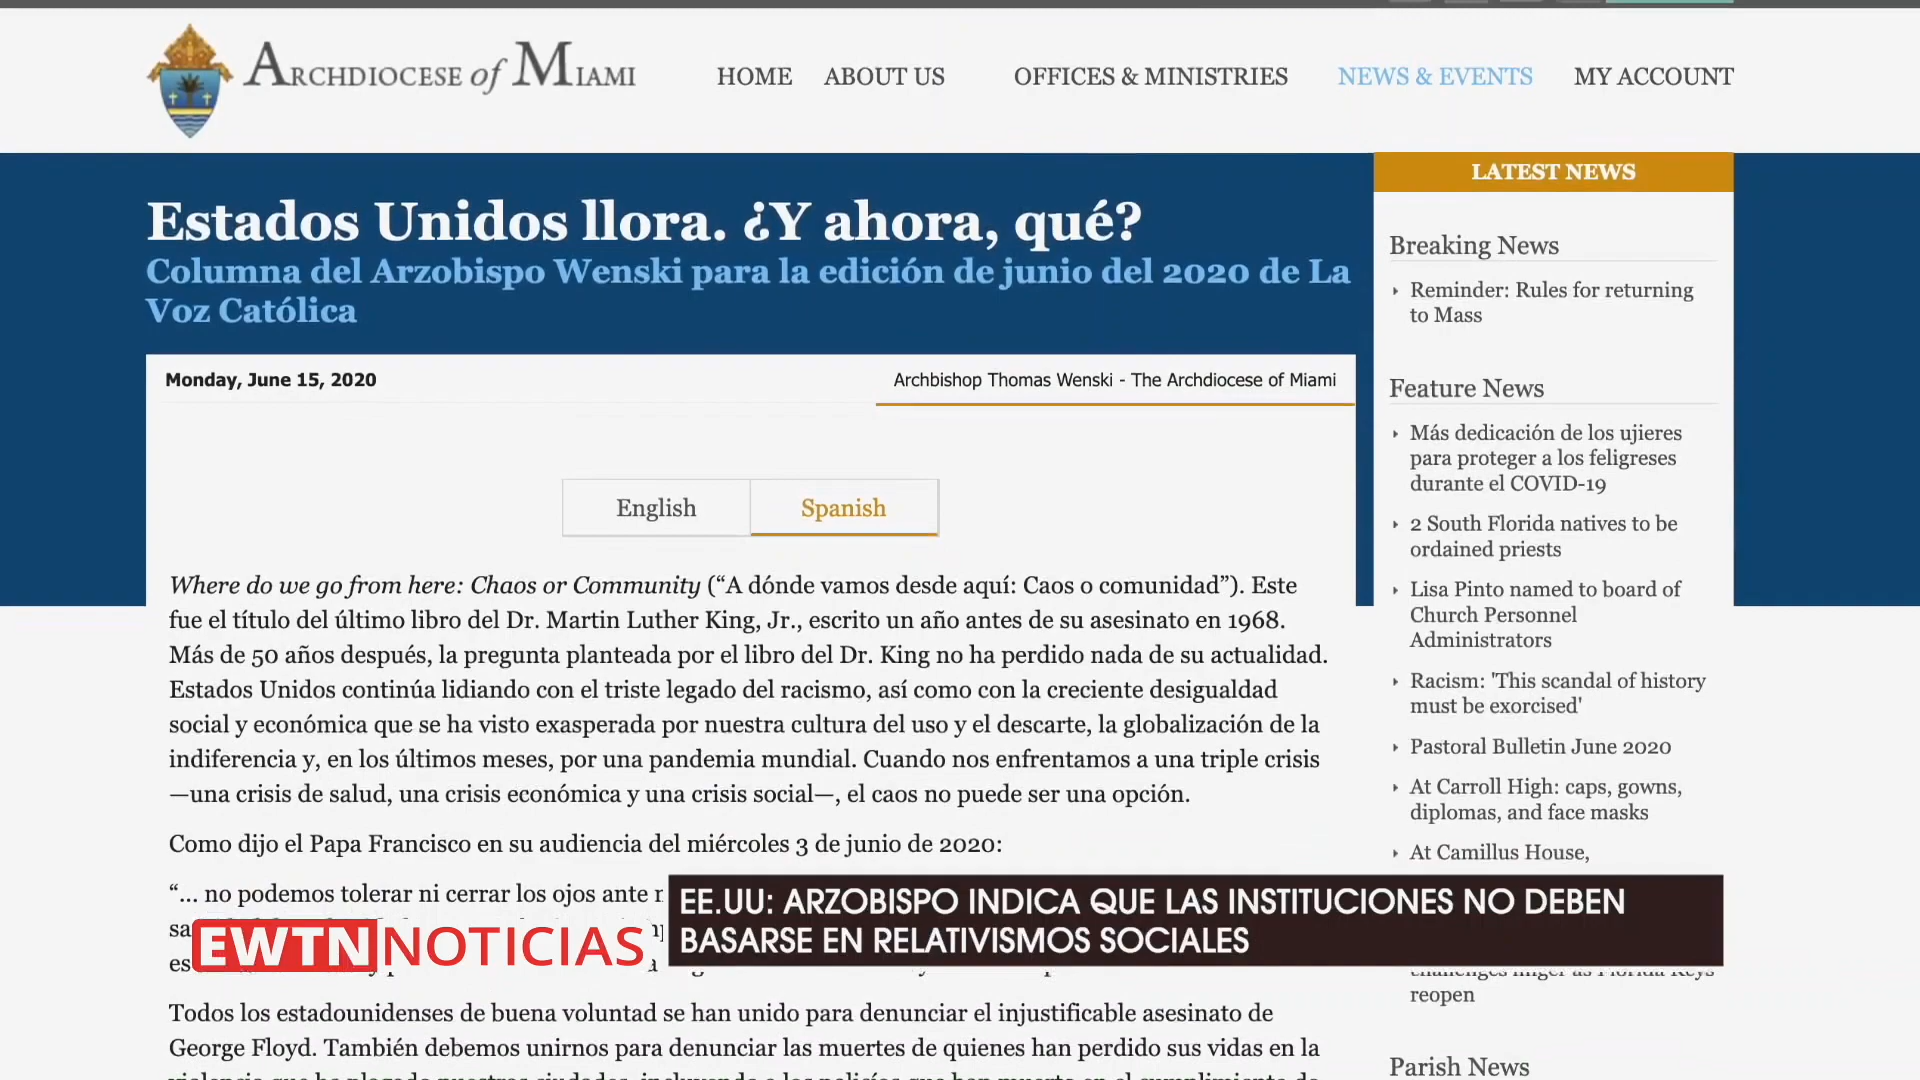 ARCHDIOCESE of MIAMI
HOME
ABOUT US
OFFICES & MINISTRIES
NEWS & EVENTS
MY ACCOUNT
Estados Unidos llora. ¿Y ahora, qué?
Columna del Arzobispo Wenski para la edición de junio del 2020 de La
Voz Católica
Monday, June 15, 2020
Archbishop Thomas Wenski - The Archdiocese of Miami
English
Spanish
Where do we go from here: Chaos or Community (“A dónde vamos desde aquí: Caos o comunidad”). Este
fue el título del último libro del Dr. Martin Luther King, Jr., escrito un año antes de su asesinato en 1968.
Más de 50 años después, la pregunta planteada por el libro del Dr. King no ha perdido nada de su actualidad.
Estados Unidos continúa lidiando con el triste legado del racismo, así como con la creciente desigualdad
social y económica que se ha visto exasperada por nuestra cultura del uso y el descarte, la globalización de la
indiferencia y, en los últimos meses, por una pandemia mundial. Cuando nos enfrentamos a una triple crisis
—una crisis de salud, una crisis económica y una crisis social—, el caos no puede ser una opción.
Como dijo el Papa Francisco en su audiencia del miércoles 3 de junio de 2020:
“... no podemos tolerar ni cerrar los ojos ante
Todos los estadounidenses de buena voluntad se han unido para denunciar el injustificable asesinato de
George Floyd. También debemos unirnos para denunciar las muertes de quienes han perdido sus vidas en la
LATEST NEWS
Breaking News
Reminder: Rules for returning
to Mass
Feature News
Más dedicación de los ujieres
para proteger a los feligreses
durante el COVID-19
2 South Florida natives to be
ordained priests
Lisa Pinto named to board of
Church Personnel
Administrators
Racism: 'This scandal of history
must be exorcised'
Pastoral Bulletin June 2020
At Carroll High: caps, gowns,
diplomas, and face masks
At Camillus House,
challenges linger as Florida Keys
reopen
Parish News
EWTN NOTICIAS
EE.UU: ARZOBISPO INDICA QUE LAS INSTITUCIONES NO DEBEN
BASARSE EN RELATIVISMOS SOCIALES